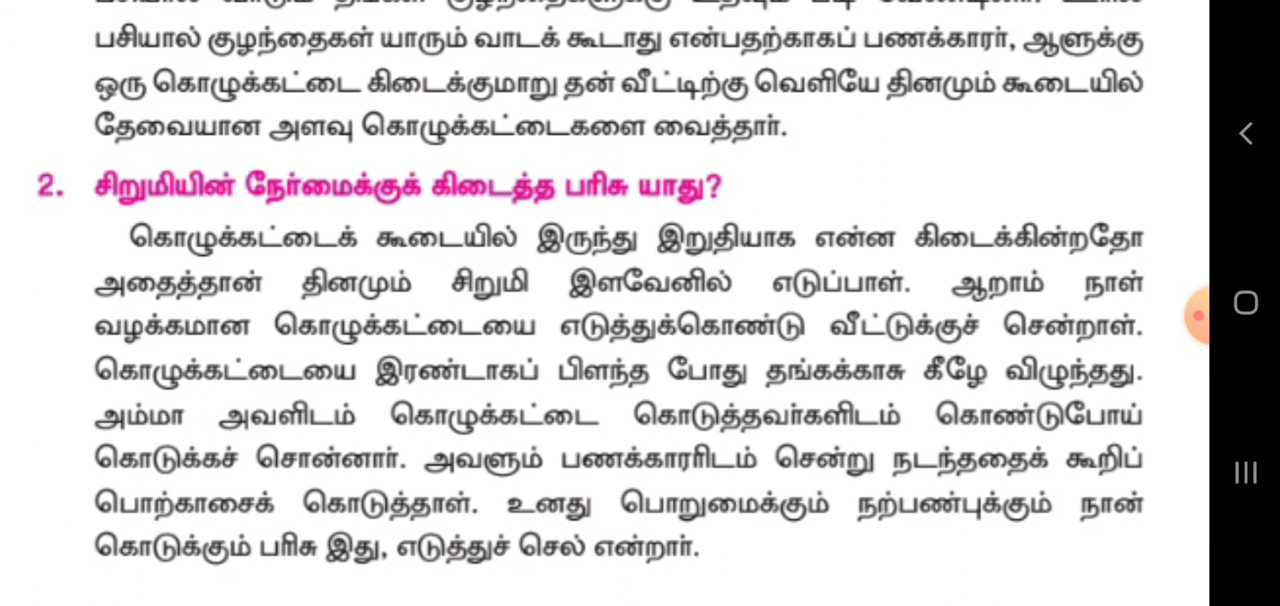 பசியால் குழந்தைகள் யாரும் வாடக் கூடாது என்பதற்காகப் பணக்காரர், ஆளுக்கு
ஒரு கொழுக்கட்டை கிடைக்குமாறு தன் வீட்டிற்கு வெளியே தினமும் கூடையில்
தேவையான அளவு கொழுக்கட்டைகளை வைத்தார்.
2. சிறுமியின் நேர்மைக்குக் கிடைத்த பரிசு யாது?
கொழுக்கட்டைக் கூடையில் இருந்து இறுதியாக என்ன கிடைக்கின்றதோ
அதைத்தான் தினமும் சிறுமி இளவேனில் எடுப்பாள். ஆறாம் நாள்
வழக்கமான கொழுக்கட்டையை எடுத்துக்கொண்டு வீட்டுக்குச் சென்றாள்.
கொழுக்கட்டையை இரண்டாகப் பிளந்த போது தங்கக்காசு கீழே விழுந்தது.
அம்மா அவளிடம் கொழுக்கட்டை கொடுத்தவர்களிடம் கொண்டுபோய்
கொடுக்கச் சொன்னார். அவளும் பணக்காரரிடம் சென்று நடந்ததைக் கூறிப்
பொற்காசைக் கொடுத்தாள். உனது பொறுமைக்கும் நற்பண்புக்கும் நான்
கொடுக்கும் பரிசு இது, எடுத்துச் செல் என்றார்.